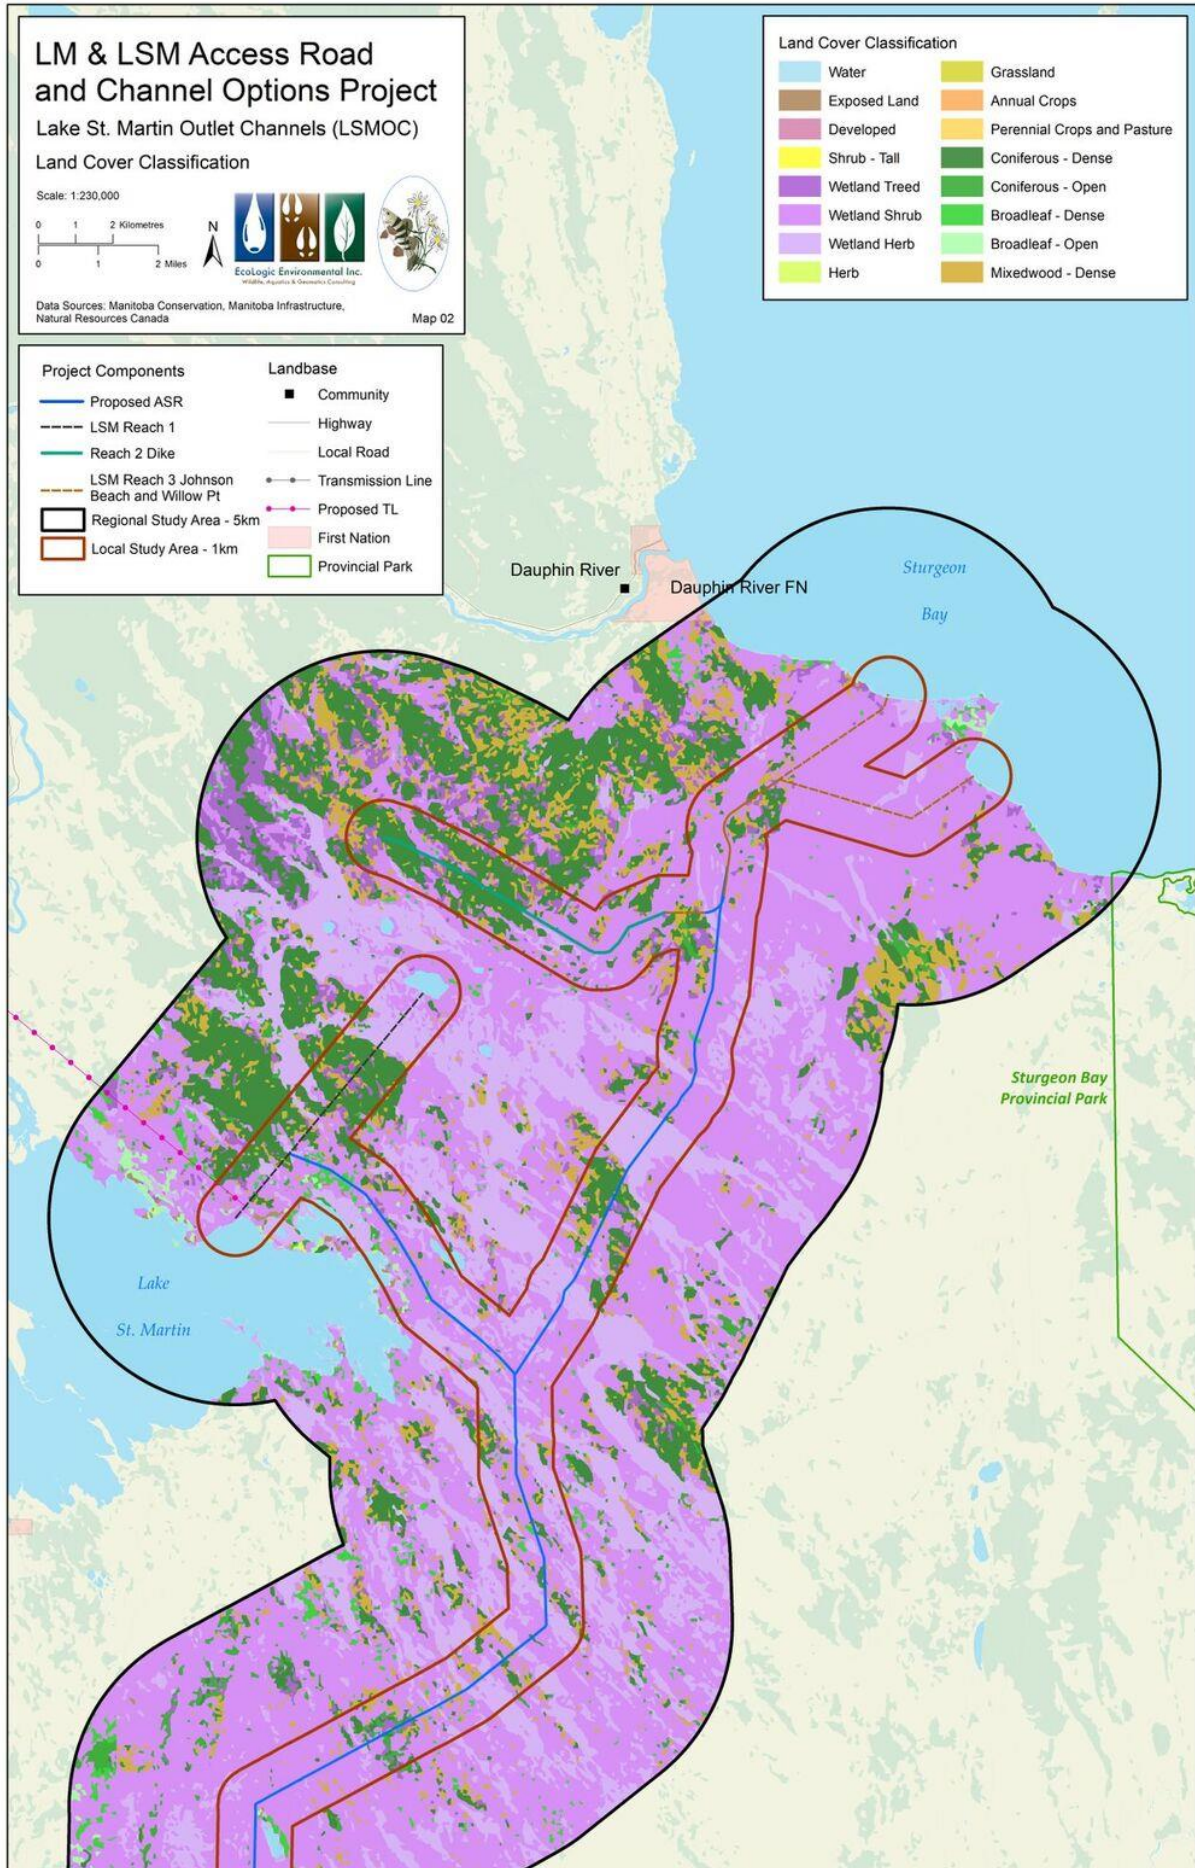 LM & LSM Access Road
and Channel Options Project
Lake St. Martin Outlet Channels (LSMOC)
Land Cover Classification
Scale: 1:230,000
0 1 2 Kilometres
0 1 2 Miles
N
EcoLogic Environmental Inc.
Wildlife, Aquatics & Geomatics Consulting
Data Sources: Manitoba Conservation, Manitoba Infrastructure,
Natural Resources Canada
Map 02
Land Cover Classification
Water
Exposed Land
Developed
Shrub - Tall
Wetland Treed
Wetland Shrub
Wetland Herb
Herb
Grassland
Annual Crops
Perennial Crops and Pasture
Coniferous - Dense
Coniferous - Open
Broadleaf - Dense
Broadleaf - Open
Mixedwood - Dense
Project Components
Proposed ASR
LSM Reach 1
Reach 2 Dike
LSM Reach 3 Johnson
Beach and Willow Pt
Regional Study Area - 5km
Local Study Area - 1km
Landbase
Community
Highway
Local Road
Transmission Line
Proposed TL
First Nation
Provincial Park
Dauphin River
Dauphin River FN
Sturgeon
Bay
Sturgeon Bay
Provincial Park
Lake
St. Martin